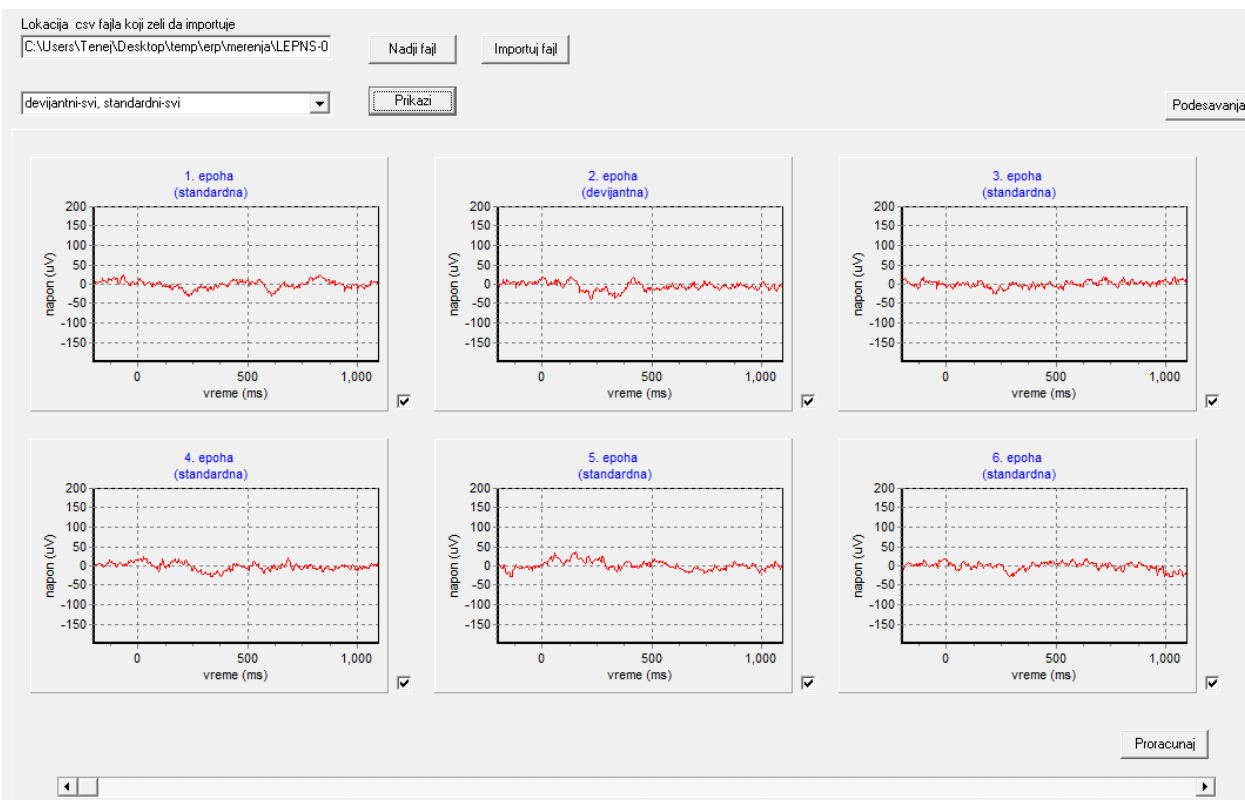 Lokacija csv fajla koji zeli da importuje
C:\Users\Tenej\Desktop\temp\erp\merenja\LEPNS-0
Nadji fajl
Importuj fajl
devijantni-svi, standardni-svi
Prikazi
Podesavanja
1. epoha
(standardna)
200
150
100
50
0
-50
-100
-150
napon (uV)
0
500
1,000
vreme (ms)
2. epoha
(devijantna)
200
150
100
50
0
-50
-100
-150
napon (uV)
0
500
1,000
vreme (ms)
3. epoha
(standardna)
200
150
100
50
0
-50
-100
-150
napon (uV)
0
500
1,000
vreme (ms)
4. epoha
(standardna)
200
150
100
50
0
-50
-100
-150
napon (uV)
0
500
1,000
vreme (ms)
5. epoha
(standardna)
200
150
100
50
0
-50
-100
-150
napon (uV)
0
500
1,000
vreme (ms)
6. epoha
(standardna)
200
150
100
50
0
-50
-100
-150
napon (uV)
0
500
1,000
vreme (ms)
Proracunaj